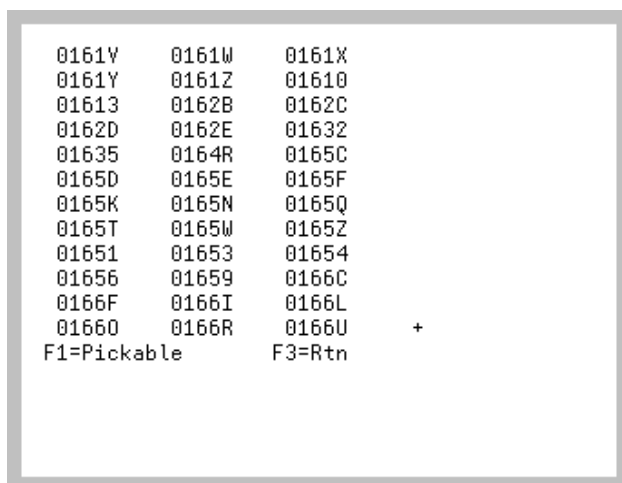 0161V 0161W 0161X
0161Y 0161Z 01610
01613 0162B 0162C
0162D 0162E 01632
01635 0164R 0165C
0165D 0165E 0165F
0165K 0165N 0165Q
0165T 0165W 0165Z
01651 01653 01654
01656 01659 0166C
0166F 0166I 0166L
0166O 0166R 0166U +
F1=Pickable F3=Rtn